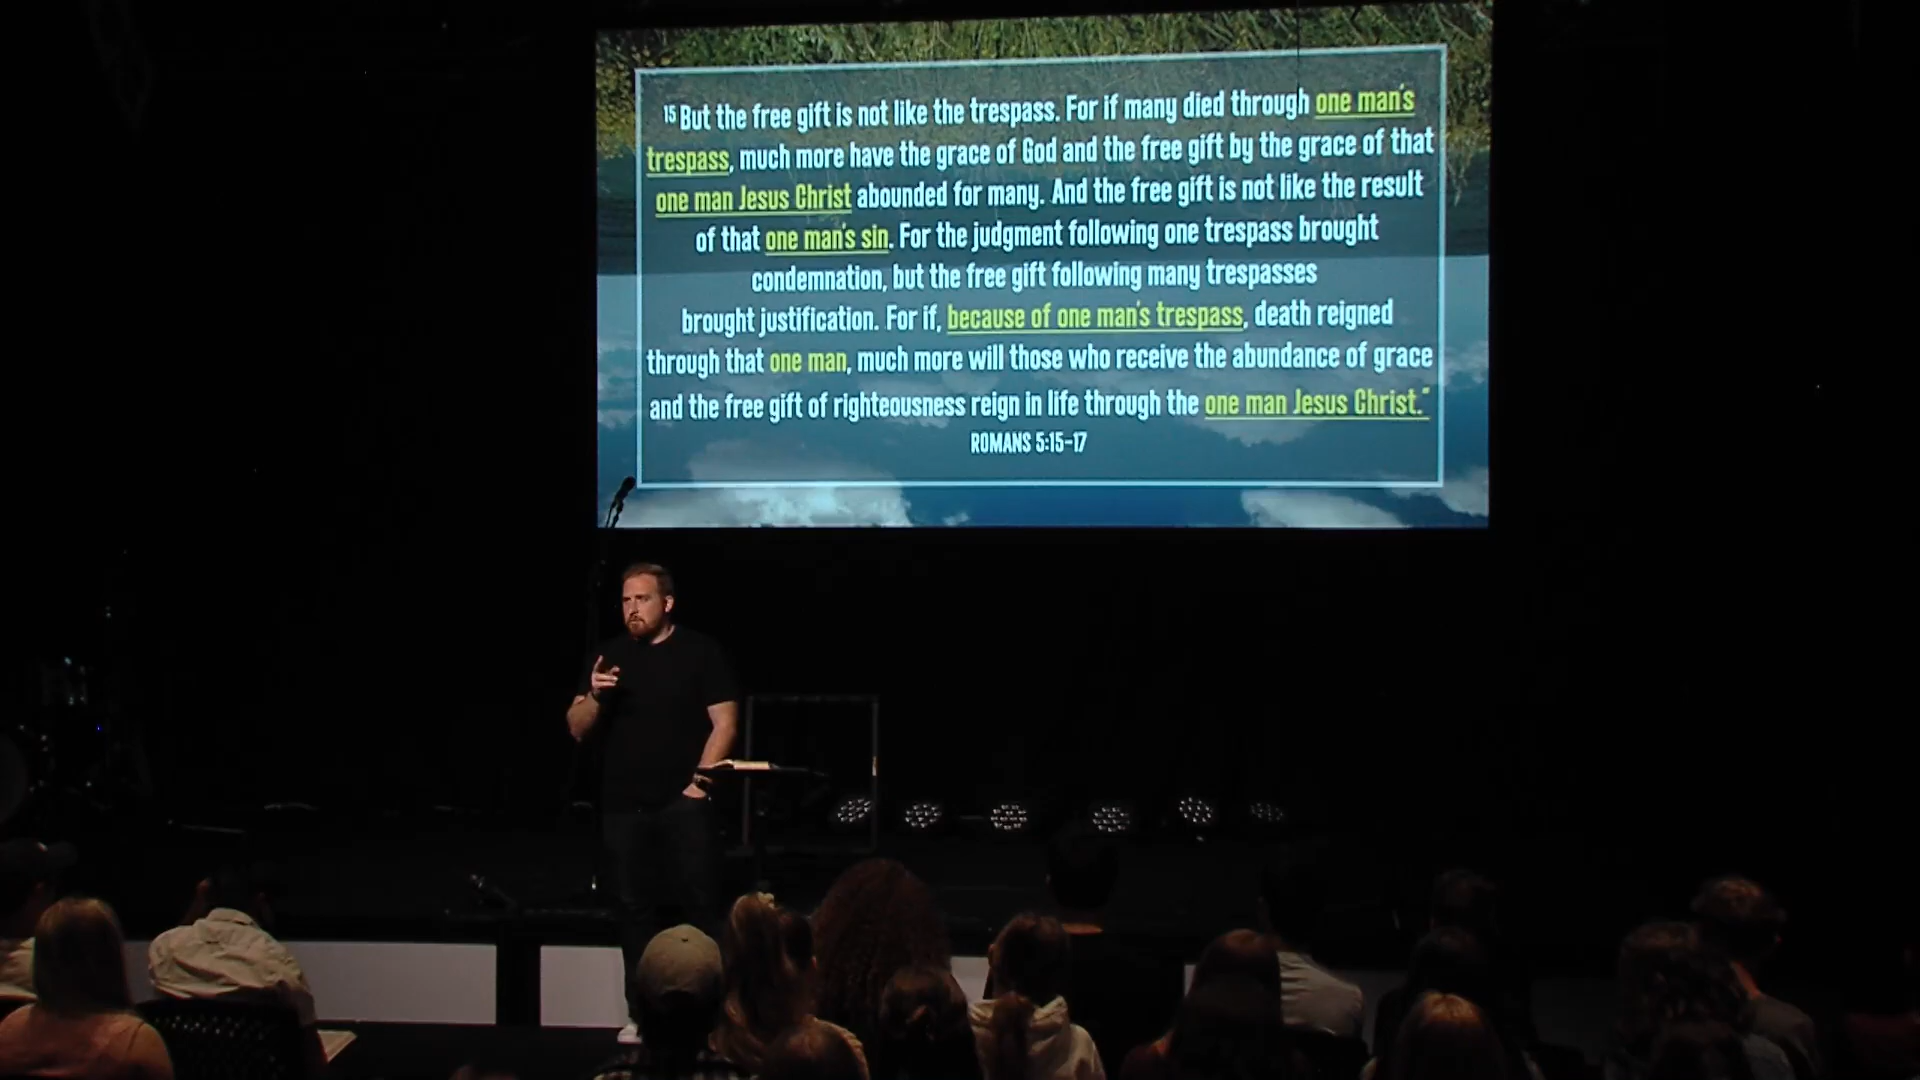 15 But the free gift is not like the trespass. For if many died through one man's
trespass, much more have the grace of God and the free gift by the grace of that
one man Jesus Christ abounded for many. And the free gift is not like the result
of that one man's sin. For the judgment following one trespass brought
condemnation, but the free gift following many trespasses
brought justification. For if, because of one man's trespass, death reigned
through that one man, much more will those who receive the abundance of grace
and the free gift of righteousness reign in life through the one man Jesus Christ."
ROMANS 5:15-17